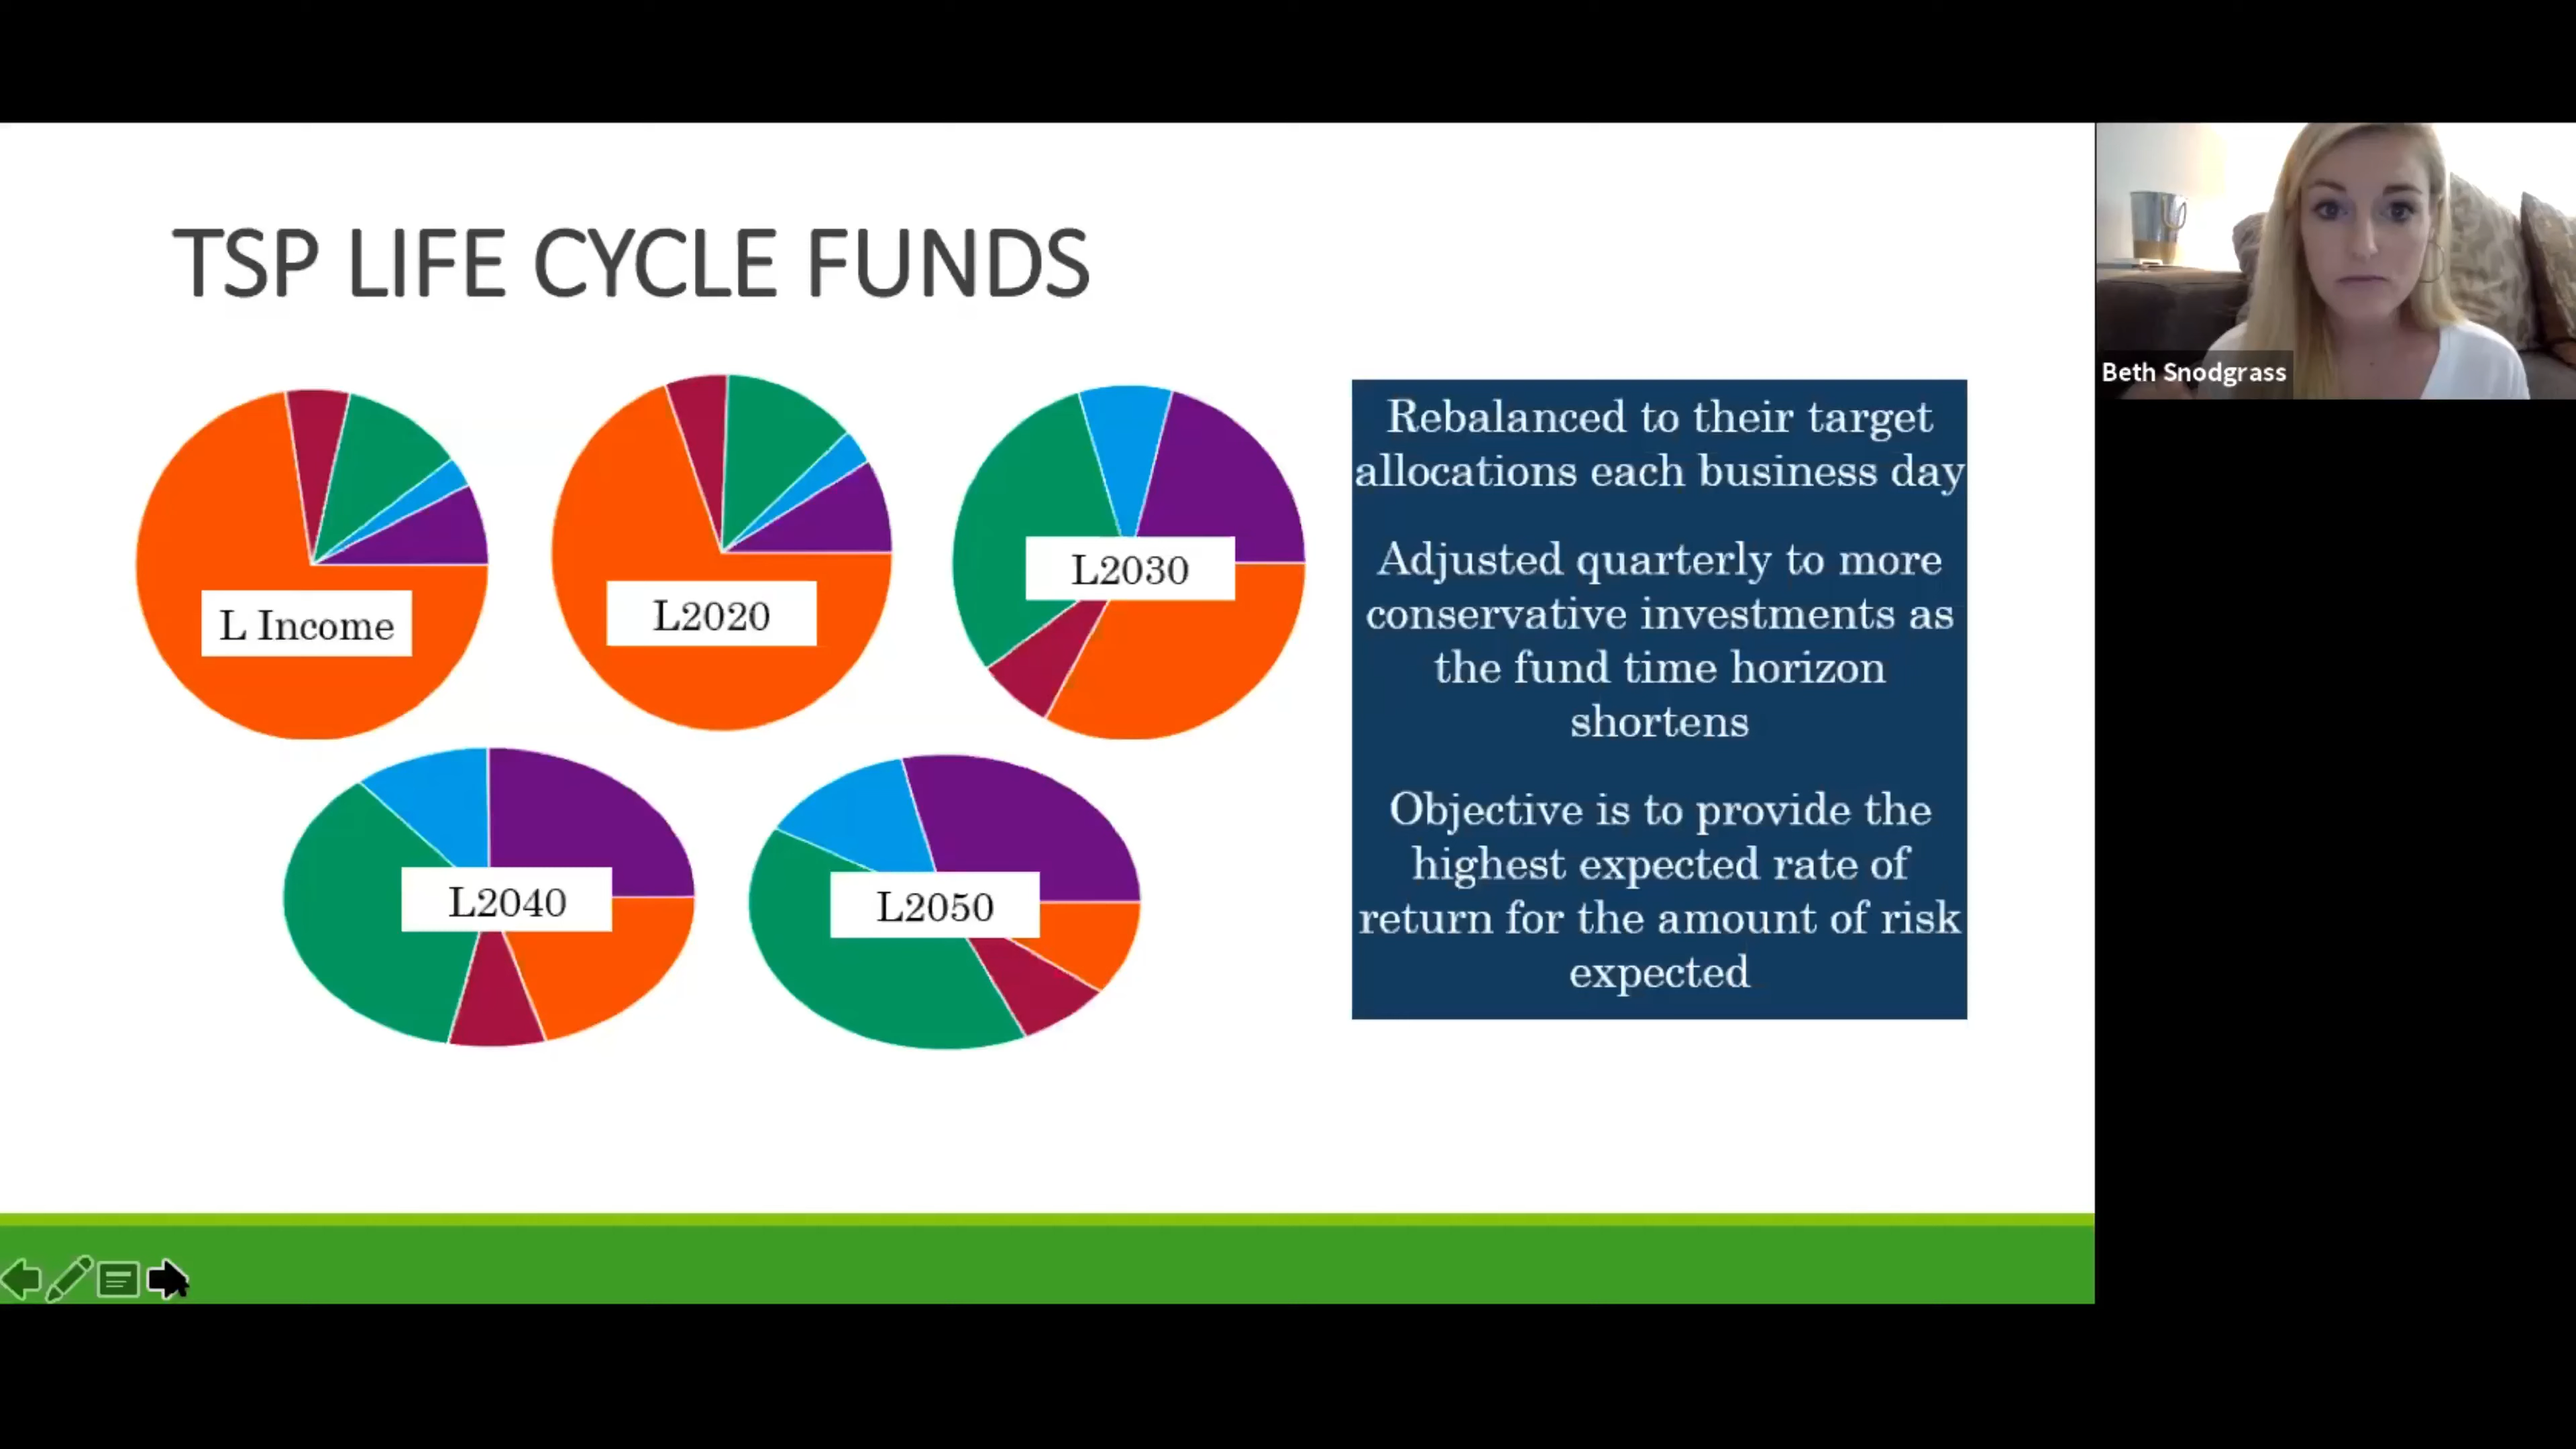 TSP LIFE CYCLE FUNDS
L Income
L2020
L2030
L2040
L2050
Rebalanced to their target
allocations each business day
Adjusted quarterly to more
conservative investments as
the fund time horizon
shortens
Objective is to provide the
highest expected rate of
return for the amount of risk
expected
Beth Snodgrass